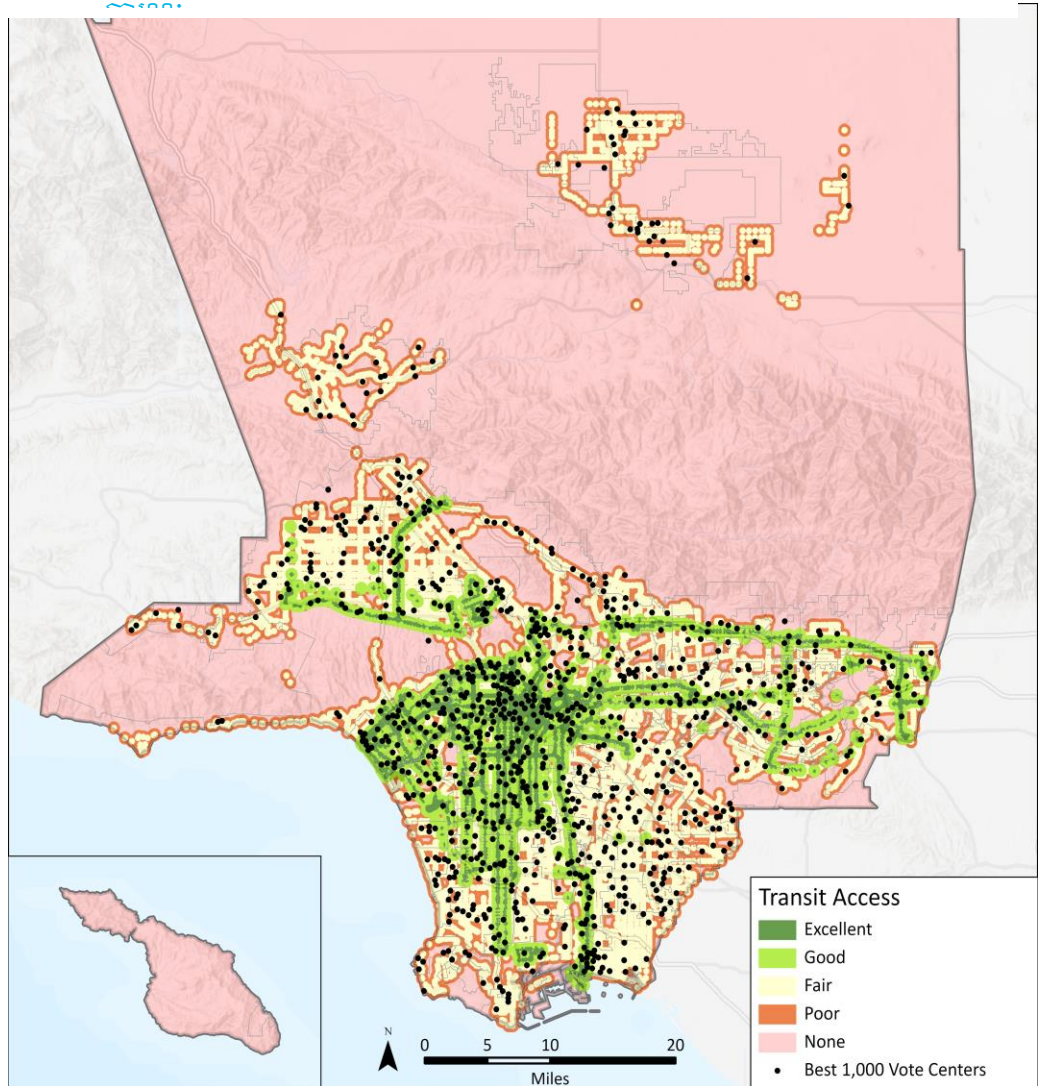 N
0 5 10 20
Miles
Transit Access
Excellent
Good
Fair
Poor
None
Best 1,000 Vote Centers